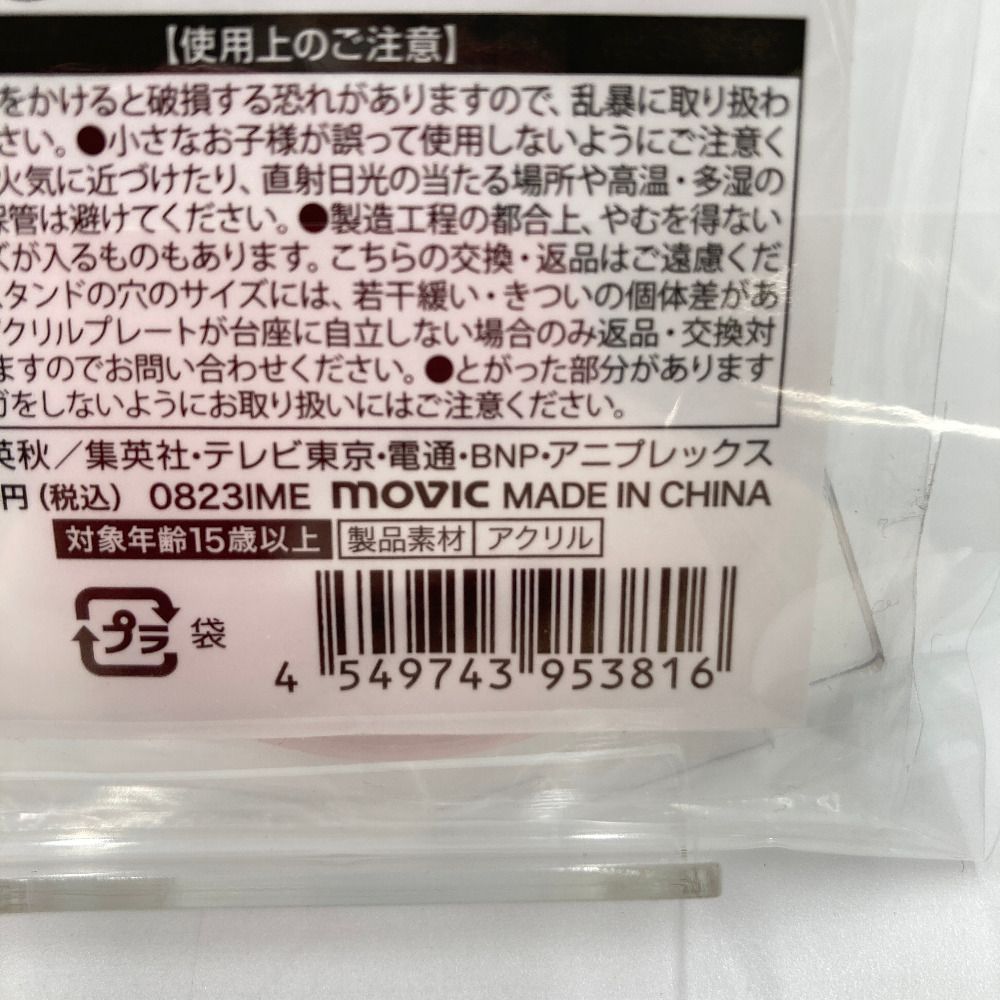 【使用上のご注意】
をかけると破損する恐れがありますので、乱暴に取り扱わ
さい。●小さなお子様が誤って使用しないようにご注意く
火気に近づけたり、直射日光の当たる場所や高温・多湿の
保管は避けてください。●製造工程の都合上、やむを得ない
が入るものもあります。こちらの交換・返品はご遠慮くだ
スタンドの穴のサイズには、若干緩い・きついの個体差があ
クリルプレートが台座に自立しない場合のみ返品・交換対
ますのでお問い合わせください。●とがった部分があります
ガをしないようにお取り扱いにはご注意ください。
英秋/集英社・テレビ東京・電通・BNP・アニプレックス
円(税込) 0823IME movic MADE IN CHINA
対象年齢15歳以上 製品素材 アクリル
プラ 袋
4 549743 953816